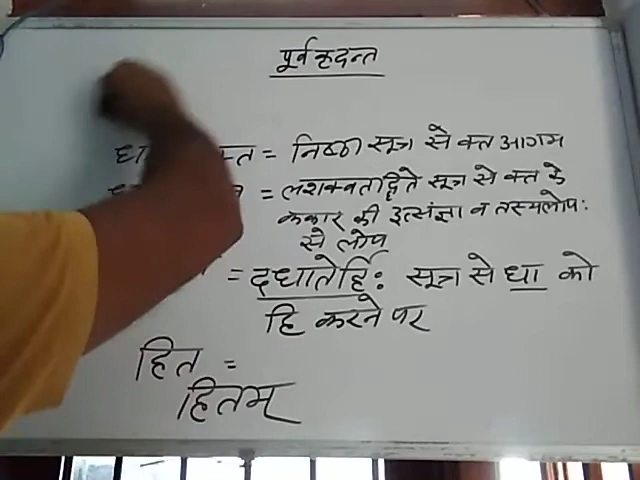 पूर्वकृदन्त
धा क्त = निष्ठा सूत्र से क्त आगम
= लशक्वतद्धिते सूत्र से क्त के
ककार की इत्संज्ञा व तस्यलोप:
से लोप
= दधातेर्हि: सूत्र से धा को
हि करने पर
हित =
हितम्